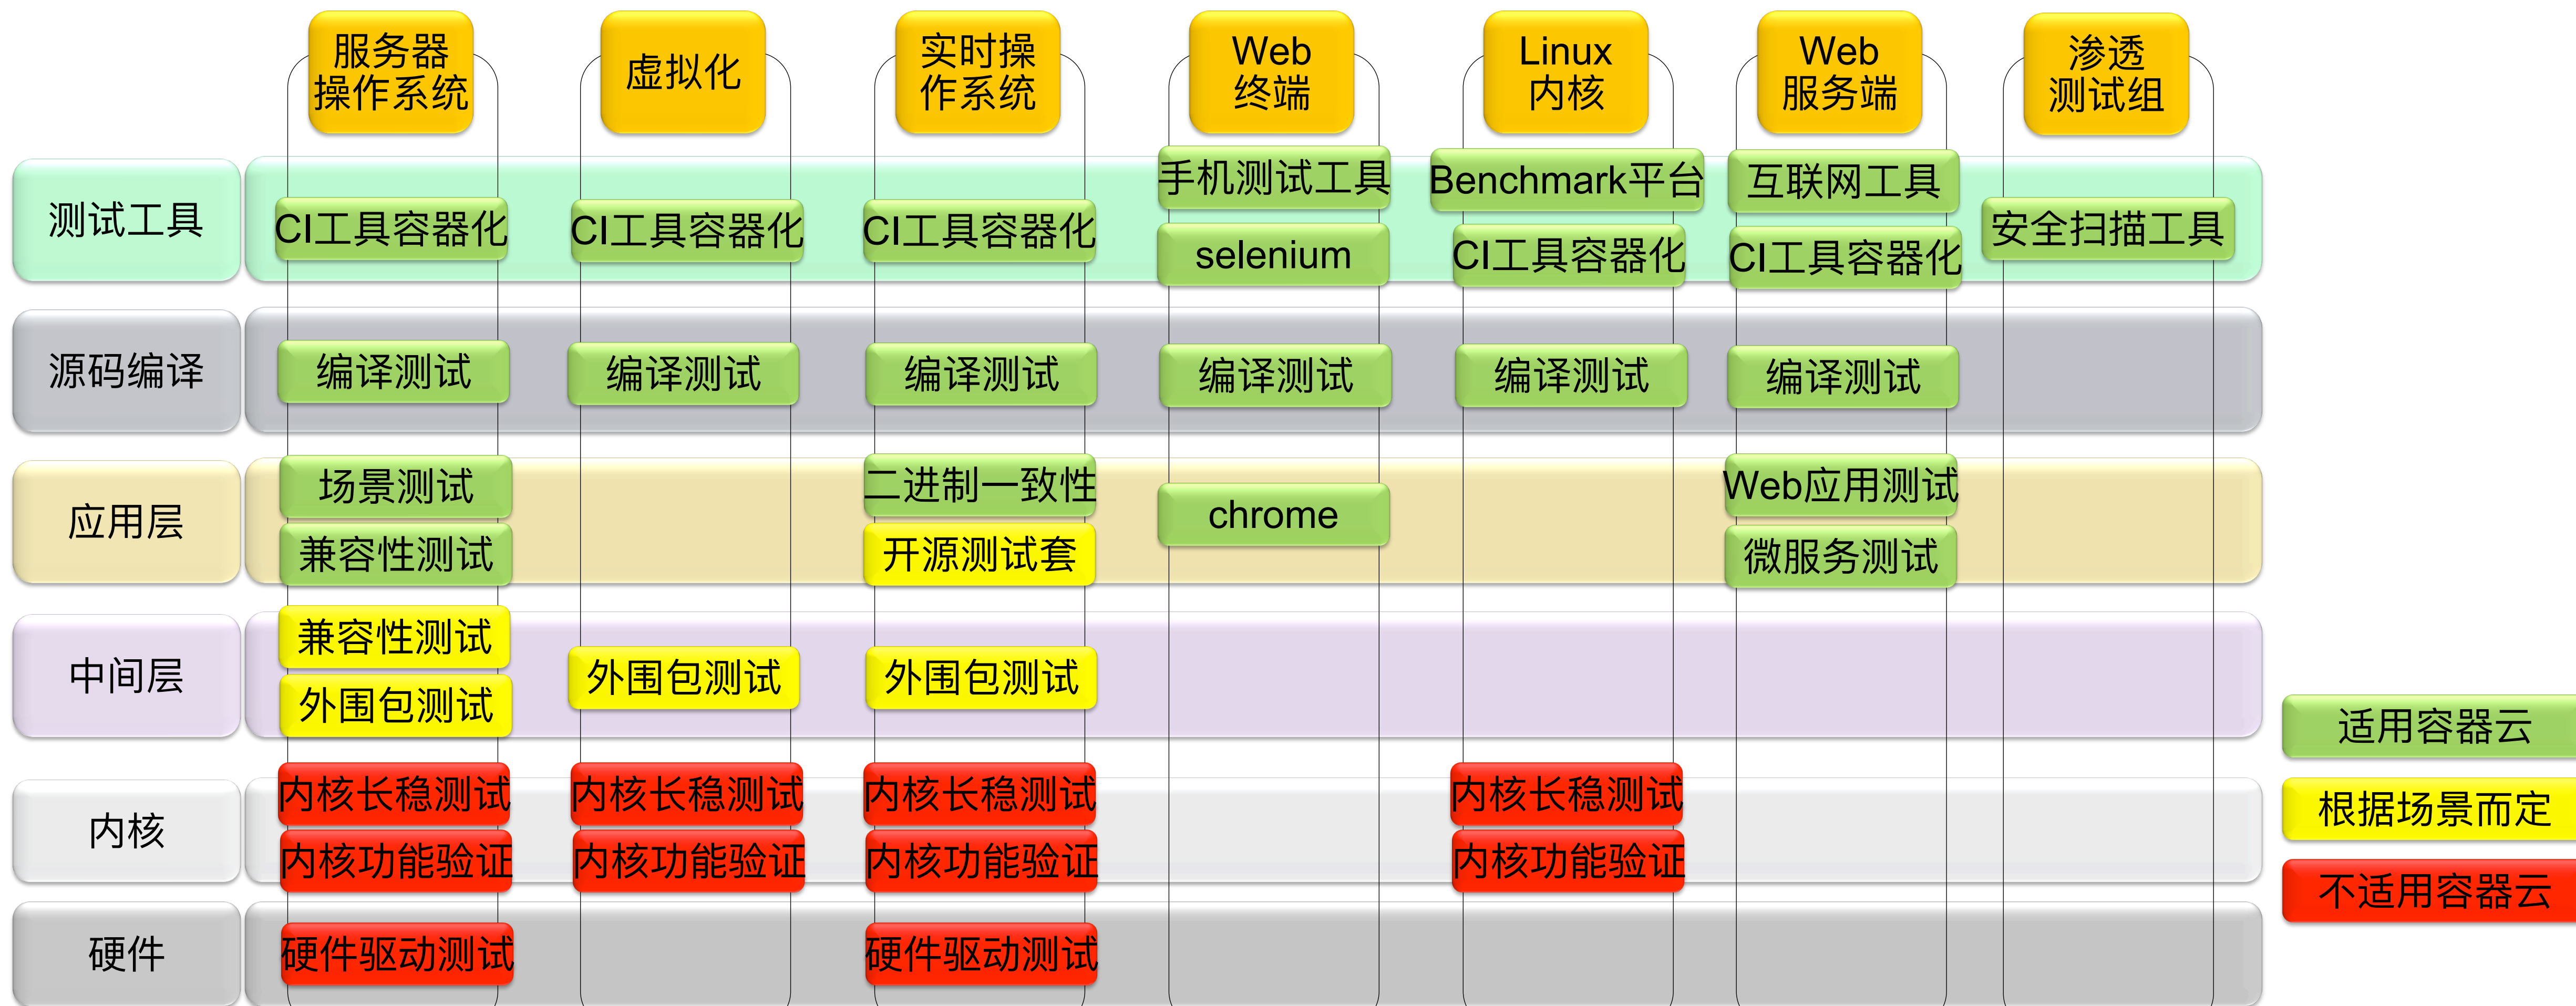 服务器
操作系统
虚拟化
实时操
作系统
Web
终端
Linux
内核
Web
服务端
渗透
测试组
测试工具
CI工具容器化
CI工具容器化
CI工具容器化
手机测试工具
selenium
Benchmark平台
CI工具容器化
互联网工具
CI工具容器化
安全扫描工具
源码编译
编译测试
编译测试
编译测试
编译测试
编译测试
编译测试
应用层
场景测试
兼容性测试
二进制一致性
开源测试套
chrome
Web应用测试
微服务测试
中间层
兼容性测试
外围包测试
外围包测试
外围包测试
内核
内核长稳测试
内核功能验证
内核长稳测试
内核功能验证
内核长稳测试
内核功能验证
内核长稳测试
内核功能验证
硬件
硬件驱动测试
硬件驱动测试
适用容器云
根据场景而定
不适用容器云